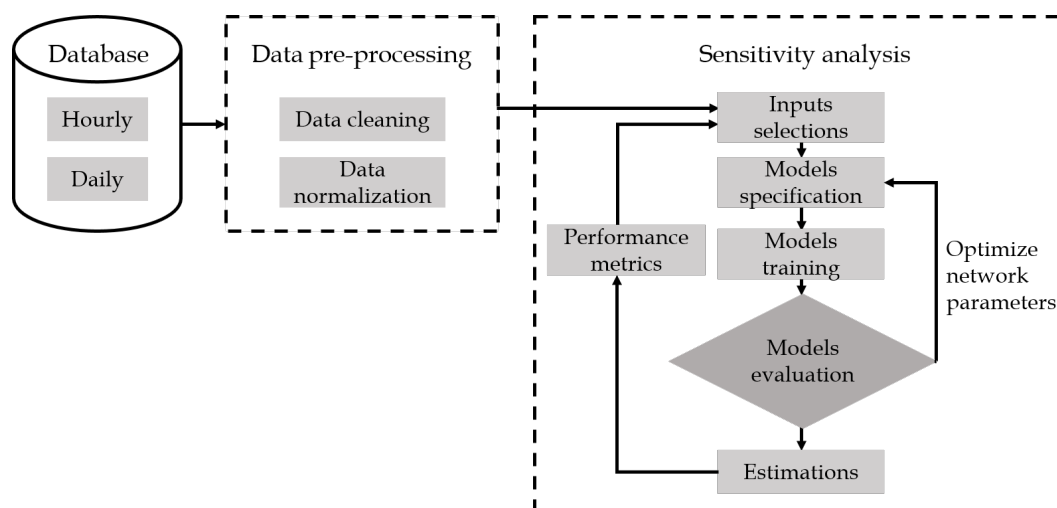 Database
Hourly
Daily
Data pre-processing
Data cleaning
Data
normalization
Sensitivity analysis
Inputs
selections
Models
specification
Models
training
Models
evaluation
Estimations
Performance
metrics
Optimize
network
parameters